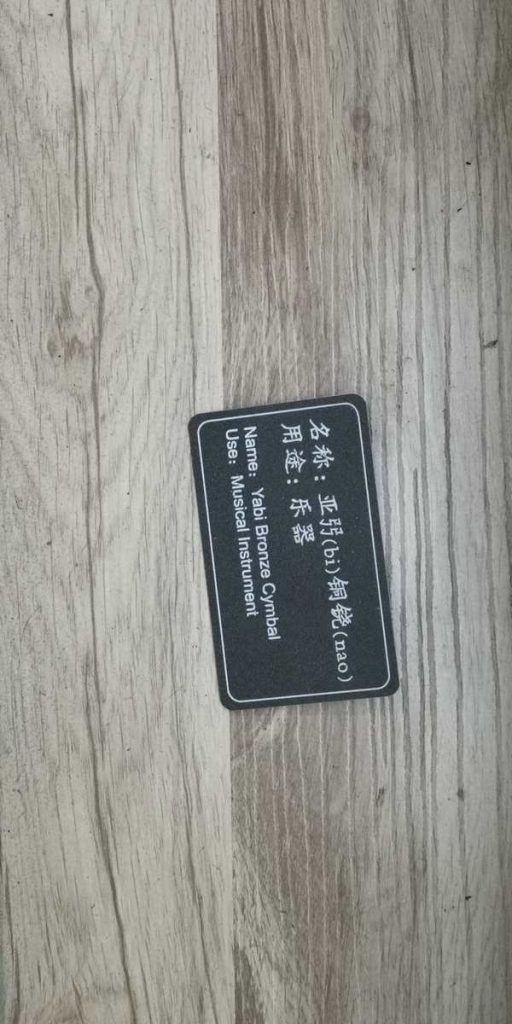 名称：亚弜(bi)铜铙(nao)
用途：乐器
Name: Yabi Bronze Cymbal
Use: Musical Instrument